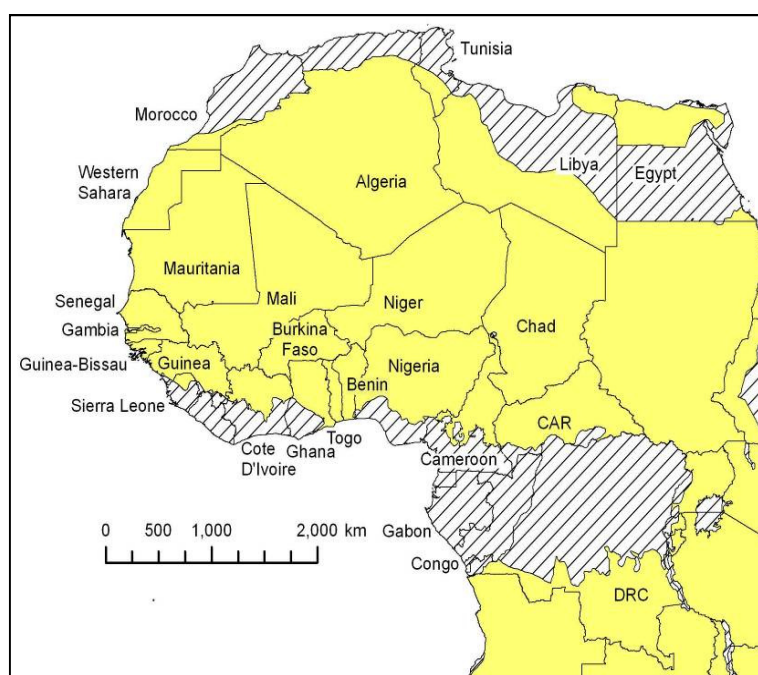 Tunisia
Morocco
Libya
Egypt
Western
Sahara
Algeria
Mauritania
Mali
Niger
Senegal
Gambia
Chad
Burkina
Faso
Guinea-Bissau
Guinea
Nigeria
Benin
Sierra Leone
CAR
Togo
Cote
D'Ivoire
Ghana
Cameroon
0 500 1,000 2,000 km
Gabon
Congo
DRC